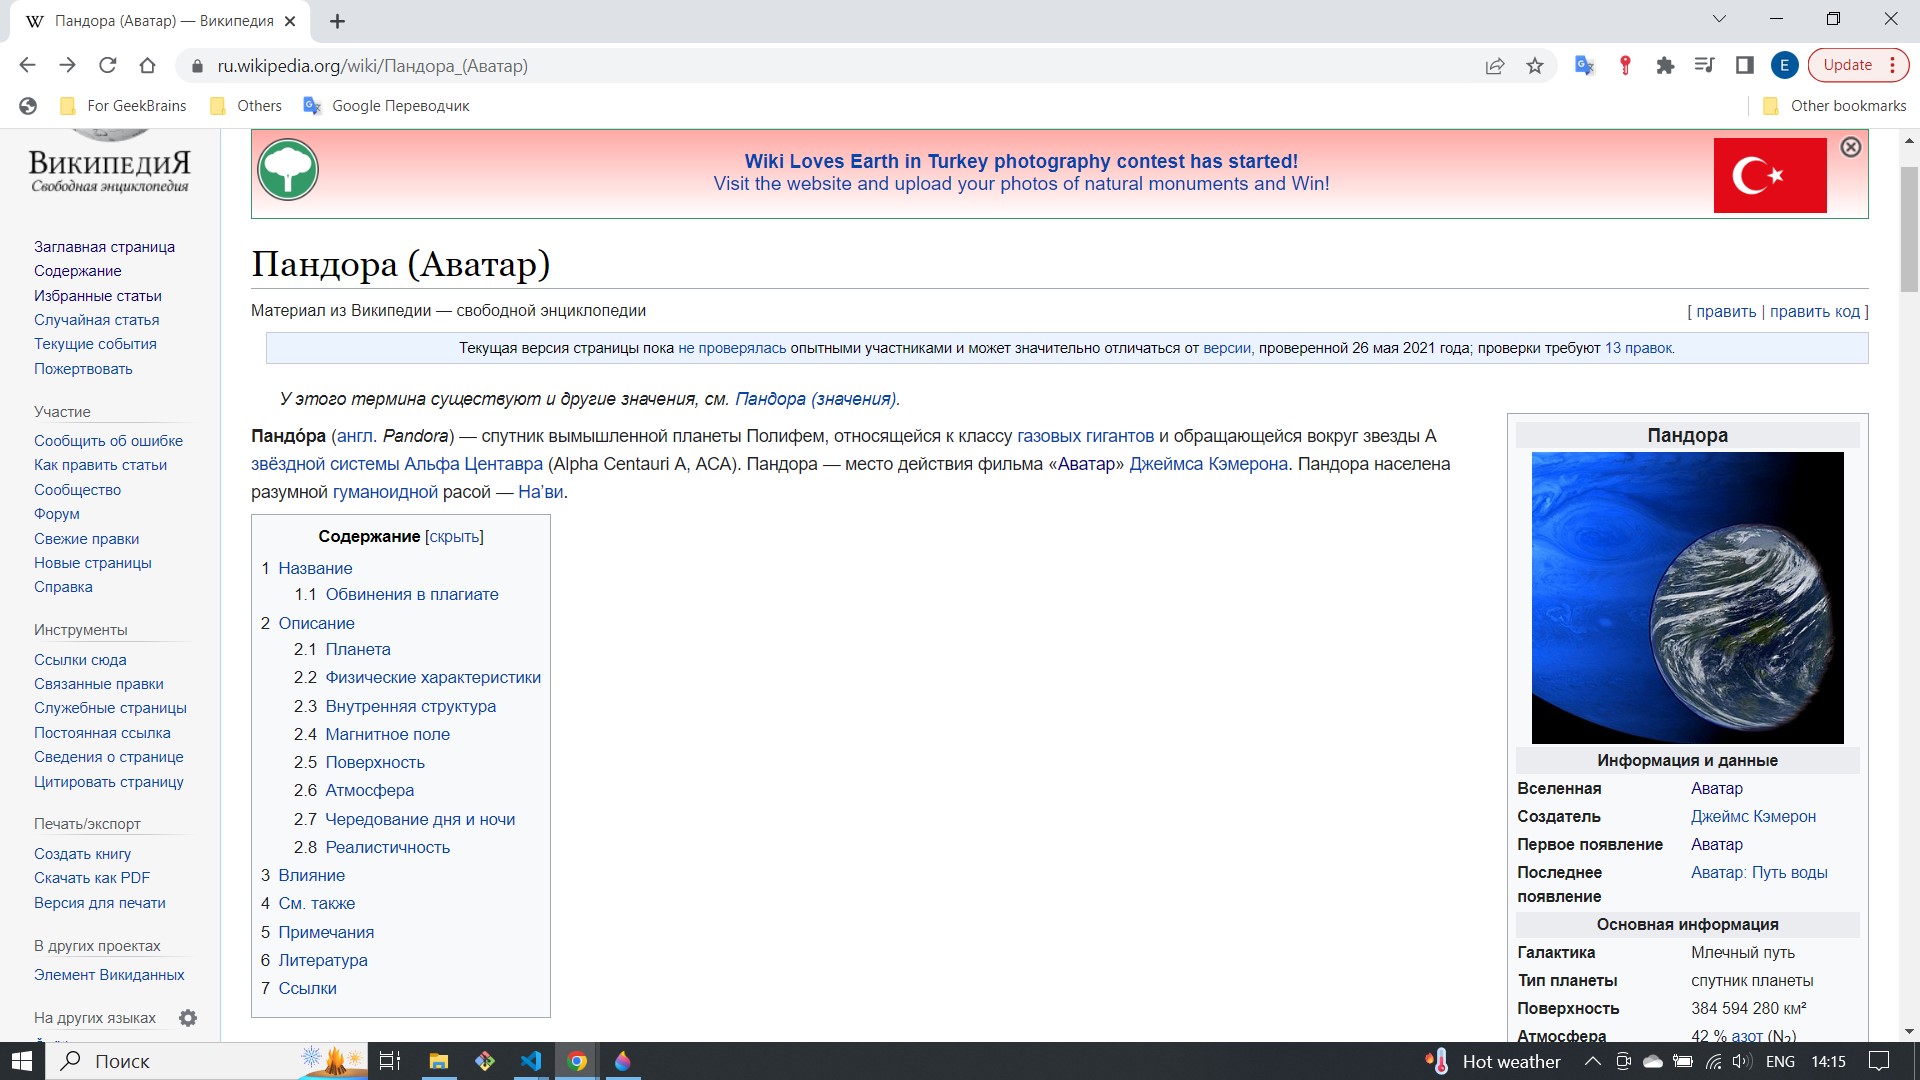 Пандора (Аватар) — Википедия
ru.wikipedia.org/wiki/Пандора_(Аватар)
E
Update
For GeekBrains
Others
Google Переводчик
Other bookmarks
ВикипедиЯ
Свободная энциклопедия
Заглавная страница
Содержание
Избранные статьи
Случайная статья
Текущие события
Пожертвовать
Участие
Сообщить об ошибке
Как править статьи
Сообщество
Форум
Свежие правки
Новые страницы
Справка
Инструменты
Ссылки сюда
Связанные правки
Служебные страницы
Постоянная ссылка
Сведения о странице
Цитировать страницу
Печать/экспорт
Создать книгу
Скачать как PDF
Версия для печати
В других проектах
Элемент Викиданных
На других языках
Wiki Loves Earth in Turkey photography contest has started!
Visit the website and upload your photos of natural monuments and Win!
Пандора (Аватар)
Материал из Википедии — свободной энциклопедии
[ править | править код ]
Текущая версия страницы пока не проверялась опытными участниками и может значительно отличаться от версии, проверенной 26 мая 2021 года; проверки требуют 13 правок.
У этого термина существуют и другие значения, см. Пандора (значения).
Пандо́ра (англ. Pandora) — спутник вымышленной планеты Полифем, относящейся к классу газовых гигантов и обращающейся вокруг звезды А
звёздной системы Альфа Центавра (Alpha Centauri A, ACA). Пандора — место действия фильма «Аватар» Джеймса Кэмерона. Пандора населена
разумной гуманоидной расой — На’ви.
Содержание [скрыть]
1 Название
1.1 Обвинения в плагиате
2 Описание
2.1 Планета
2.2 Физические характеристики
2.3 Внутренняя структура
2.4 Магнитное поле
2.5 Поверхность
2.6 Атмосфера
2.7 Чередование дня и ночи
2.8 Реалистичность
3 Влияние
4 См. также
5 Примечания
6 Литература
7 Ссылки
Пандора
Информация и данные
Вселенная Аватар
Создатель Джеймс Кэмерон
Первое появление Аватар
Последнее появление Аватар: Путь воды
Основная информация
Галактика Млечный путь
Тип планеты спутник планеты
Поверхность 384 594 280 км²
Атмосфера 42 % азот (N₂)
Поиск
Hot weather
ENG
14:15